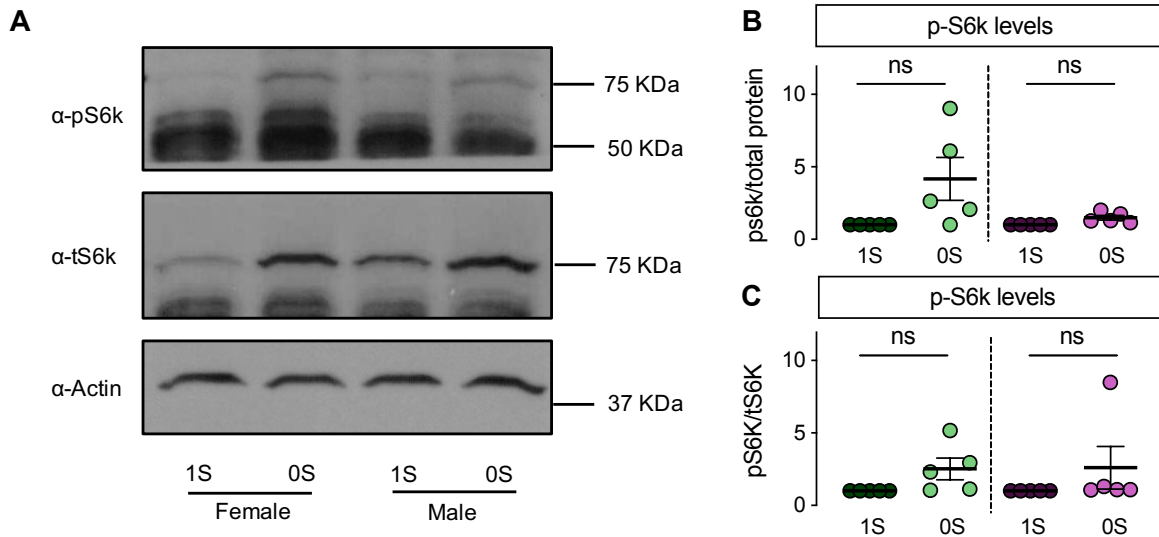 A
α-pS6k
75 KDa
50 KDa
α-tS6k
75 KDa
α-Actin
37 KDa
1S 0S 1S 0S
Female Male
B
p-S6k levels
ns ns
ps6k/total protein
10
5
0
1S 0S 1S 0S
C
p-S6k levels
ns ns
pS6K/tS6K
10
5
0
1S 0S 1S 0S